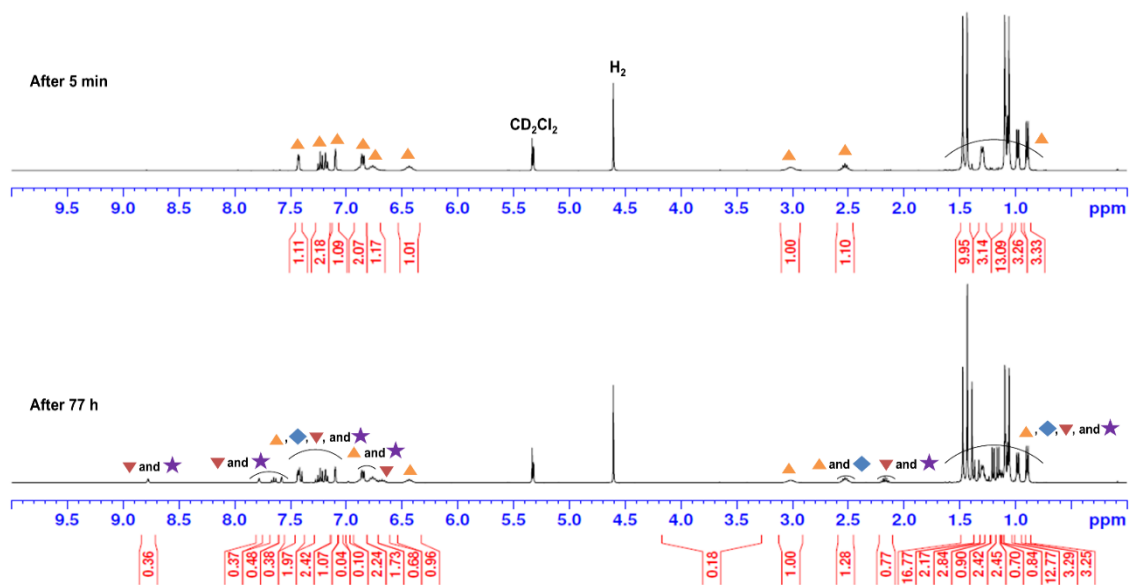 H2
After 5 min
CD2Cl2
9.5 9.0 8.5 8.0 7.5 7.0 6.5 6.0 5.5 5.0 4.5 4.0 3.5 3.0 2.5 2.0 1.5 1.0 ppm
1.11 2.18 1.09 2.07 1.17 1.01 1.00 1.10 9.95 3.14 13.09 3.26 3.33
After 77 h
, , , and
, , , and
and
and
and
and
and
9.5 9.0 8.5 8.0 7.5 7.0 6.5 6.0 5.5 5.0 4.5 4.0 3.5 3.0 2.5 2.0 1.5 1.0 ppm
0.36 0.37 0.48 0.38 1.97 2.42 1.07 0.04 0.10 2.24 1.73 0.68 0.96 0.18 1.00 1.28 0.77 16.77 2.17 2.84 0.90 2.42 2.45 0.70 0.84 12.77 3.29 3.25